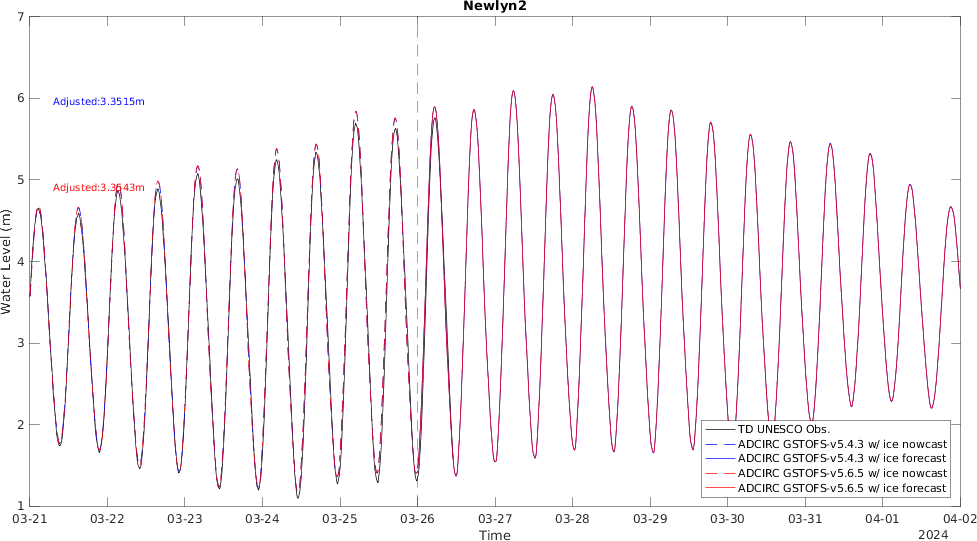 Newlyn2
7
6
5
4
3
2
1
Water Level (m)
Adjusted:3.3515m
Adjusted:3.3543m
TD UNESCO Obs.
ADCIRC GSTOFS-v5.4.3 w/ ice nowcast
ADCIRC GSTOFS-v5.4.3 w/ ice forecast
ADCIRC GSTOFS-v5.6.5 w/ ice nowcast
ADCIRC GSTOFS-v5.6.5 w/ ice forecast
03-21 03-22 03-23 03-24 03-25 03-26 03-27 03-28 03-29 03-30 03-31 04-01 04-02
Time
2024